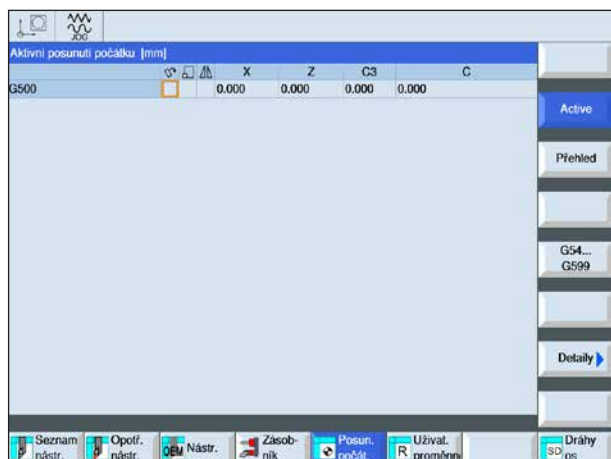 JOG
Aktivní posunutí počátku [mm]
X Z C3 C
G500 0.000 0.000 0.000 0.000
Active
Přehled
G54...
G599
Detaily
Seznam
nástr.
Opotř.
nástr.
OEM Nástr.
Zásob-
ník
Posun.
počát.
R Uživat.
proměnn
SD Dráhy
os